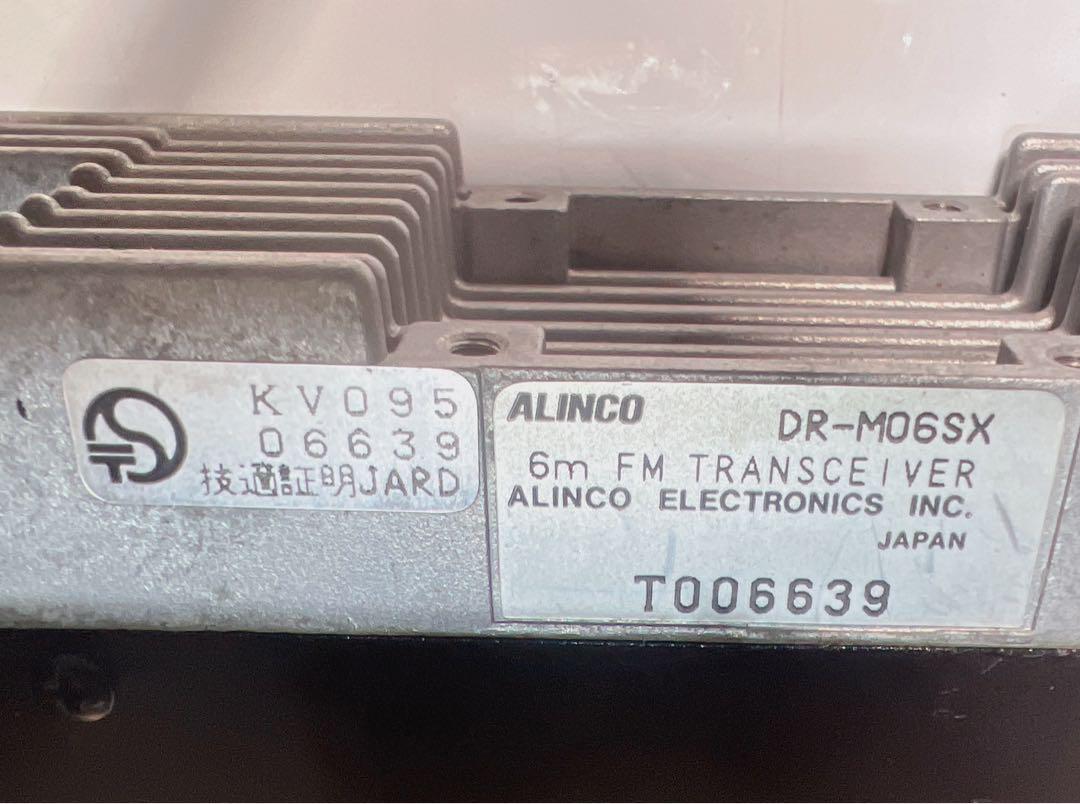 KV095
06639
技適証明JARD
ALINCO
DR-M06SX
6m FM TRANSCEIVER
ALINCO ELECTRONICS INC.
JAPAN
T006639